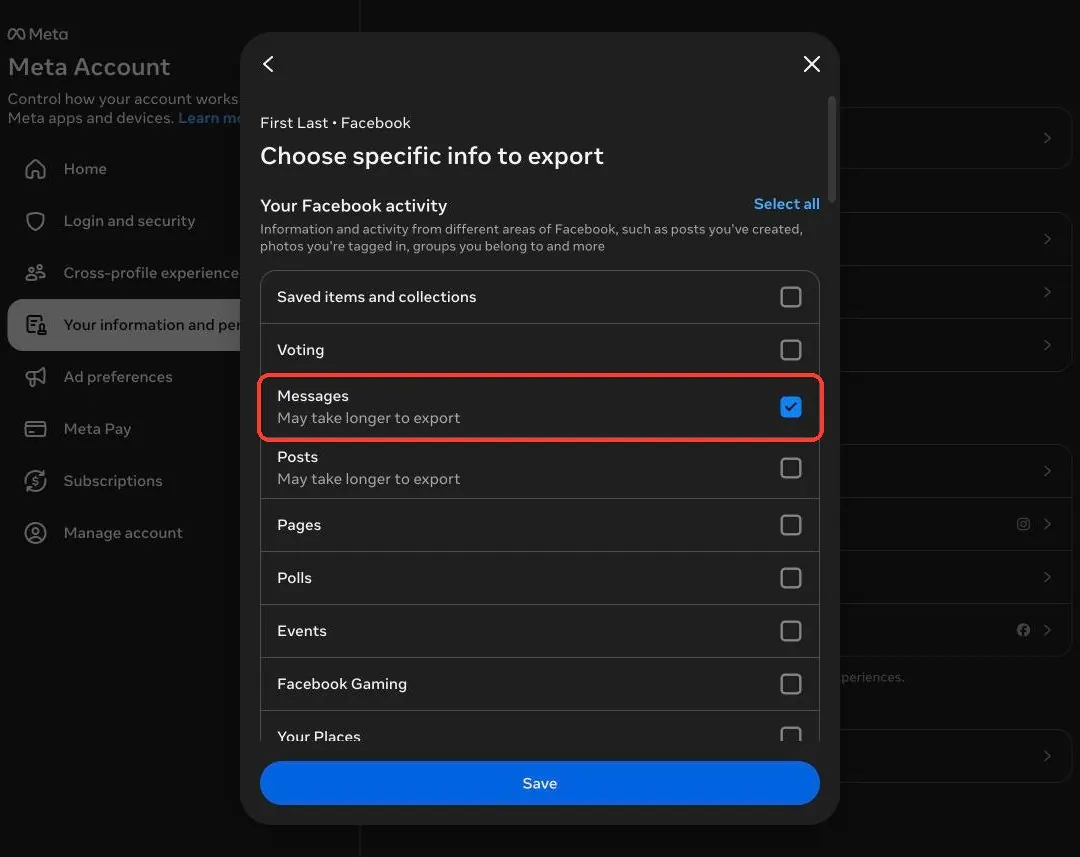 Meta
Meta Account
Control how your account works
Meta apps and devices. Learn mo
Home
Login and security
Cross-profile experience
Your information and per
Ad preferences
Meta Pay
Subscriptions
Manage account
First Last • Facebook
Choose specific info to export
Your Facebook activity
Select all
Information and activity from different areas of Facebook, such as posts you've created,
photos you're tagged in, groups you belong to and more
Saved items and collections
Voting
Messages
May take longer to export
Posts
May take longer to export
Pages
Polls
Events
Facebook Gaming
Your Places
Save
periences.